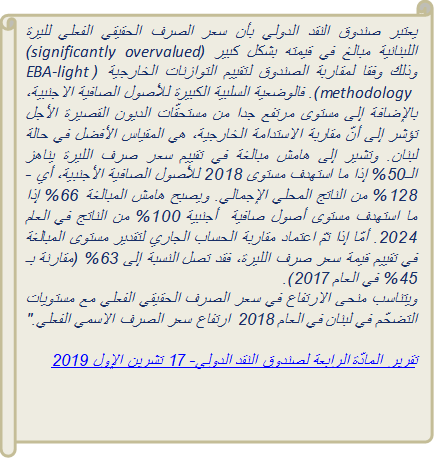 يعتبر صندوق النقد الدولي بأن سعر الصرف الحقيقي الفعلي لليرة
اللبنانية مبالغ في قيمته بشكل كبير (significantly overvalued)
وذلك وفقا لمقاربة الصندوق لتقييم التوازنات الخارجية ( EBA-light
methodology). فالوضعية السلبية الكبيرة للأصول الصافية الاجنبية،
بالإضافة إلى مستوى مرتفع جدا من مستحقّات الديون القصيرة الأجل
تؤشر إلى أنّ مقاربة الاستدامة الخارجية، هي المقياس الأفضل في حالة
لبنان. وتشير إلى هامش مبالغة في تقييم سعر صرف الليرة يناهز
الـ50% إذا ما استهدف مستوى 2018 للأصول الصافية الأجنبية، أي -
128% من الناتج المحلي الإجمالي. ويصبح هامش المبالغة 66% إذا
ما استهدف مستوى أصول صافية أجنبية 100% من الناتج في العام
2024. أمّا إذا تمّ اعتماد مقاربة الحساب الجاري لتقدير مستوى المبالغة
في تقييم قيمة سعر صرف الليرة، فقد تصل النسبة إلى 63% (مقارنة بـ
45% في العام 2017).
ويتناسب منحى الارتفاع في سعر الصرف الحقيقي الفعلي مع مستويات
التضخّم في لبنان في العام 2018 ارتفاع سعر الصرف الاسمي الفعلي."
تقرير المادّة الرابعة لصندوق النقد الدولي- 17 تشرين الإول 2019